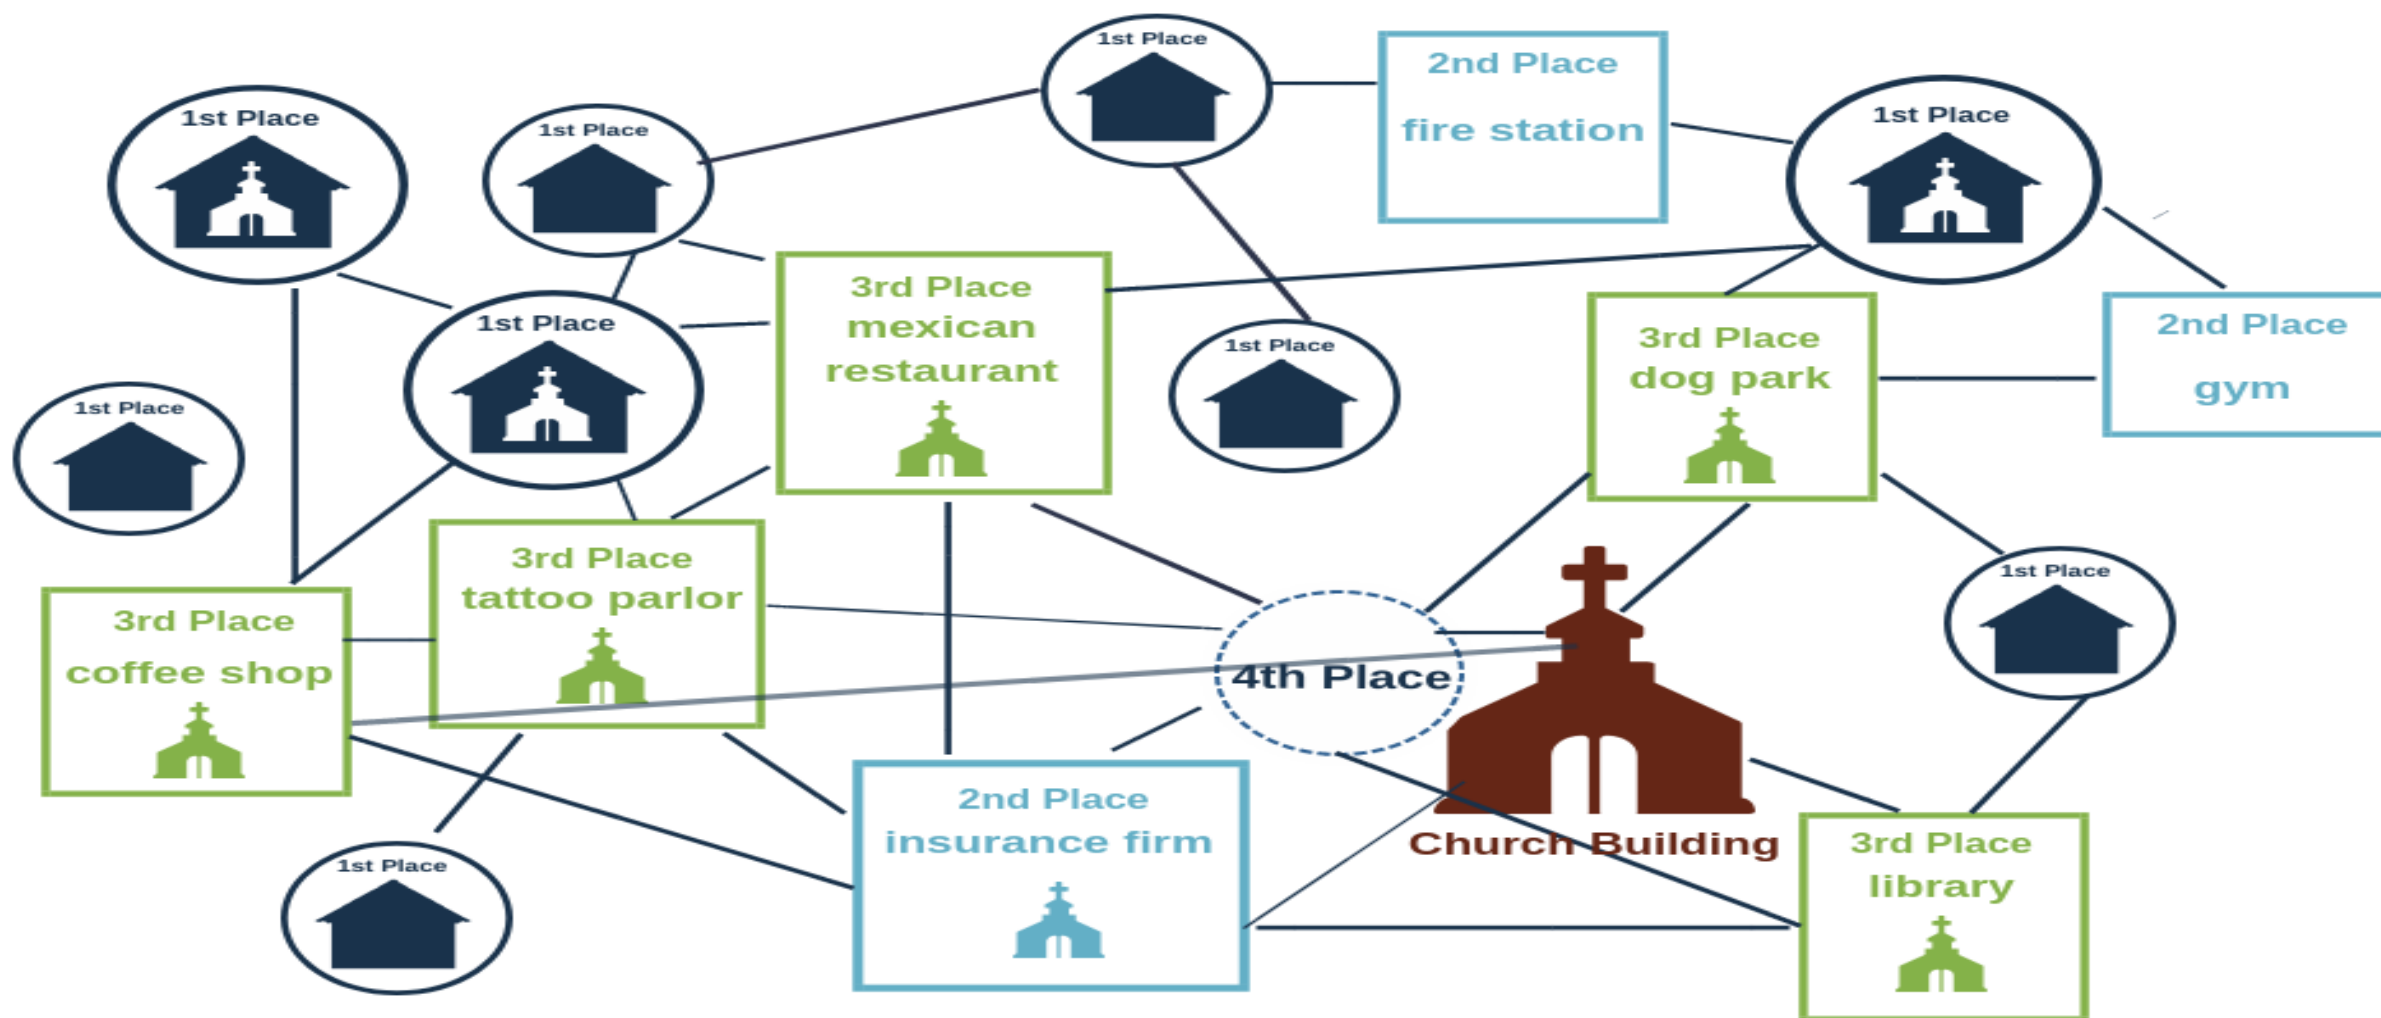 1st Place
1st Place
1st Place
2nd Place
fire station
1st Place
1st Place
3rd Place
mexican
restaurant
1st Place
3rd Place
dog park
2nd Place
gym
1st Place
3rd Place
tattoo parlor
3rd Place
coffee shop
4th Place
1st Place
Church Building
2nd Place
insurance firm
1st Place
3rd Place
library